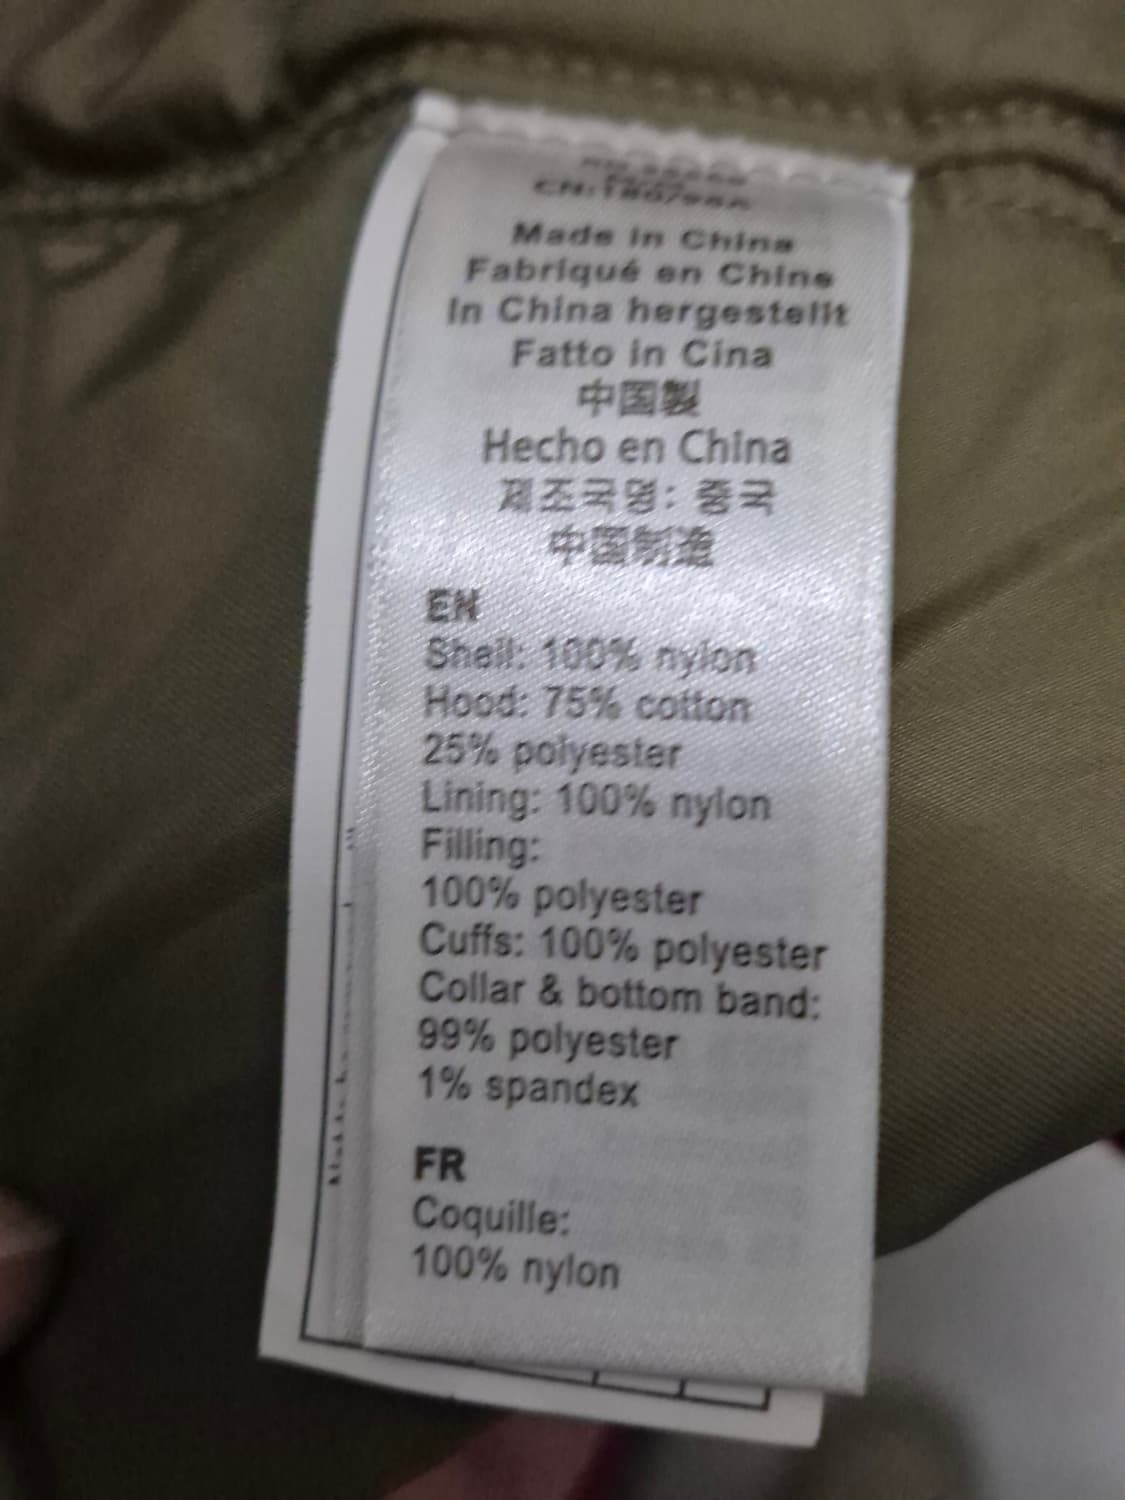 Made in China
Fabriqué en Chine
In China hergestellt
Fatto in Cina
中国製
Hecho en China
제조국명: 중국
中国制造
EN
Shell: 100% nylon
Hood: 75% cotton
25% polyester
Lining: 100% nylon
Filling:
100% polyester
Cuffs: 100% polyester
Collar & bottom band:
99% polyester
1% spandex
FR
Coquille:
100% nylon